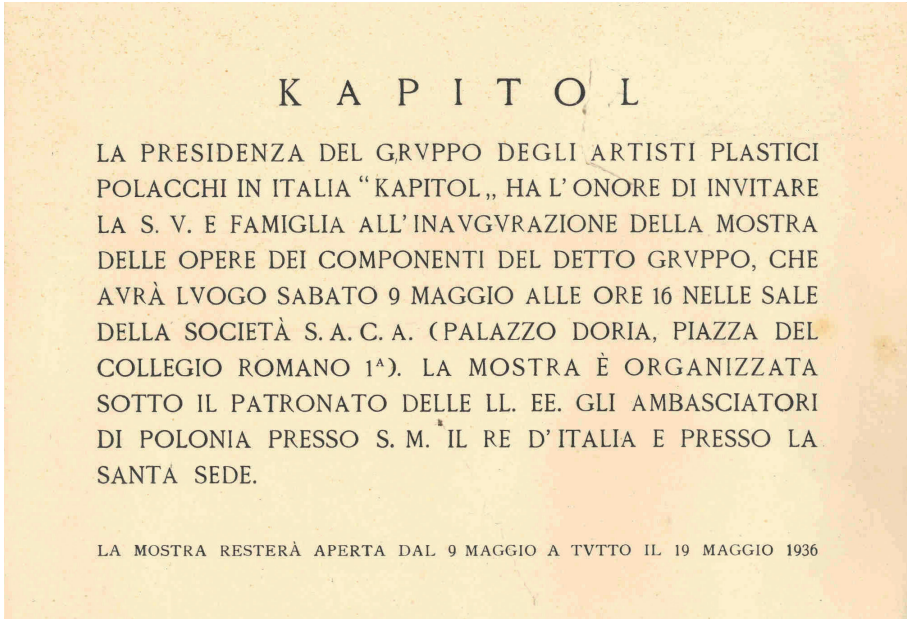 KAPITOL
LA PRESIDENZA DEL GRVPPO DEGLI ARTISTI PLASTICI
POLACCHI IN ITALIA “KAPITOL„ HA L'ONORE DI INVITARE
LA S. V. E FAMIGLIA ALL'INAVGVRAZIONE DELLA MOSTRA
DELLE OPERE DEI COMPONENTI DEL DETTO GRVPPO, CHE
AVRÀ LVOGO SABATO 9 MAGGIO ALLE ORE 16 NELLE SALE
DELLA SOCIETÀ S. A. C. A. (PALAZZO DORIA, PIAZZA DEL
COLLEGIO ROMANO 1ᴬ). LA MOSTRA È ORGANIZZATA
SOTTO IL PATRONATO DELLE LL. EE. GLI AMBASCIATORI
DI POLONIA PRESSO S. M. IL RE D'ITALIA E PRESSO LA
SANTA SEDE.
LA MOSTRA RESTERÀ APERTA DAL 9 MAGGIO A TVTTO IL 19 MAGGIO 1936